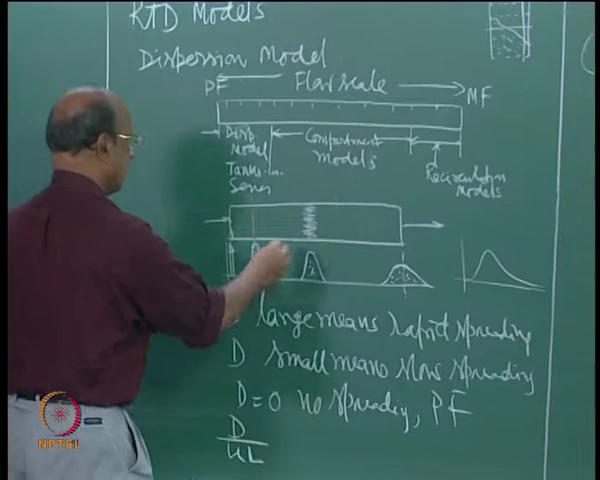 RTD Models
Dispersion Model
PF Flow scale MF
Disp. Model
Tanks-in-Series
Compartment Models
Recirculation Models
large means rapid spreading
D small means slow spreading
D = 0 no spreading, PF
D
uL
NPTEL